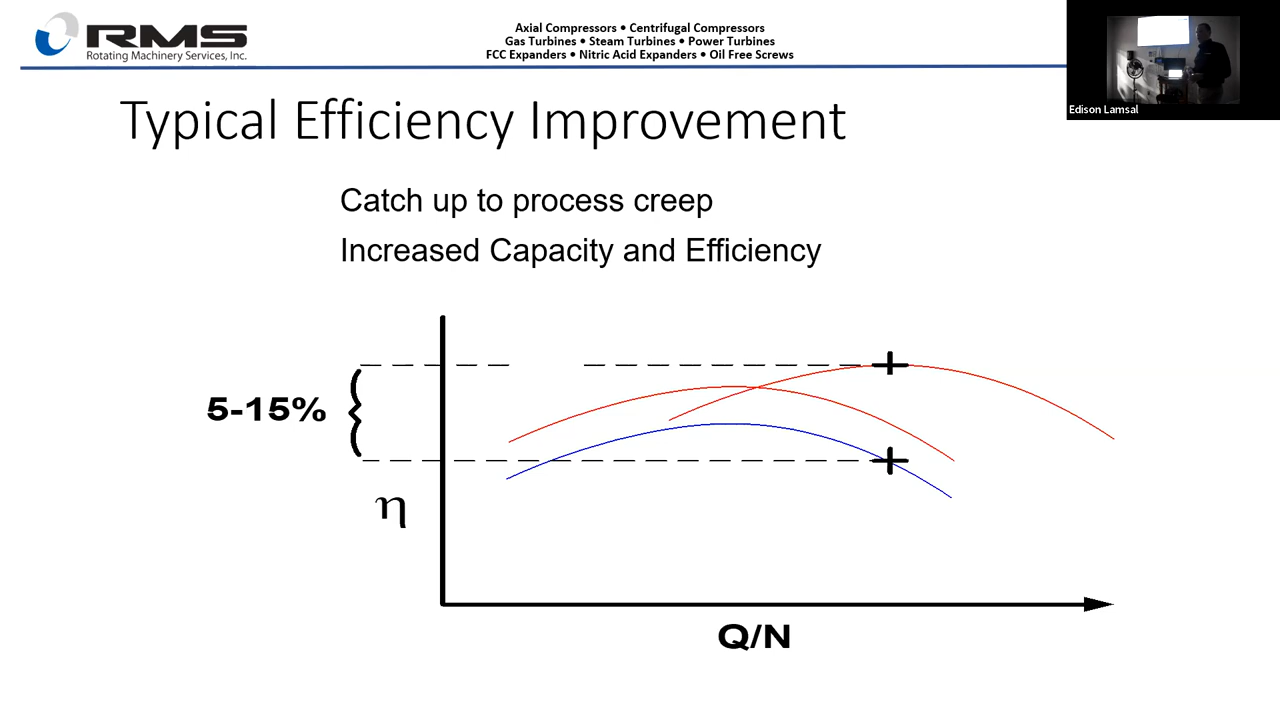 RMS
Rotating Machinery Services, Inc.
Axial Compressors • Centrifugal Compressors
Gas Turbines • Steam Turbines • Power Turbines
FCC Expanders • Nitric Acid Expanders • Oil Free Screws
Edison Lamsal
Typical Efficiency Improvement
Catch up to process creep
Increased Capacity and Efficiency
5-15%
η
Q/N